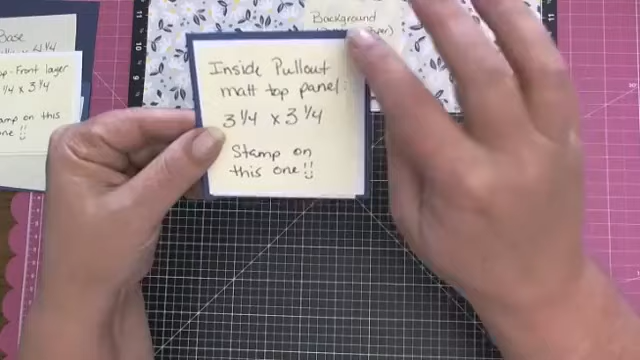 Base
Front layer
1/4 x 3 1/4
Stamp on this
one !!
Background
Inside Pullout
matt top panel:
3 1/4 x 3 1/4
Stamp on
this one !!